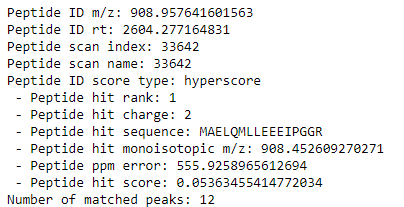 Peptide ID m/z: 908.957641601563
Peptide ID rt: 2604.277164831
Peptide scan index: 33642
Peptide scan name: 33642
Peptide ID score type: hyperscore
 - Peptide hit rank: 1
 - Peptide hit charge: 2
 - Peptide hit sequence: MAELQMLLEEEIPGGR
 - Peptide hit monoisotopic m/z: 908.452609270271
 - Peptide ppm error: 555.9258965612694
 - Peptide hit score: 0.05363455414772034
Number of matched peaks: 12